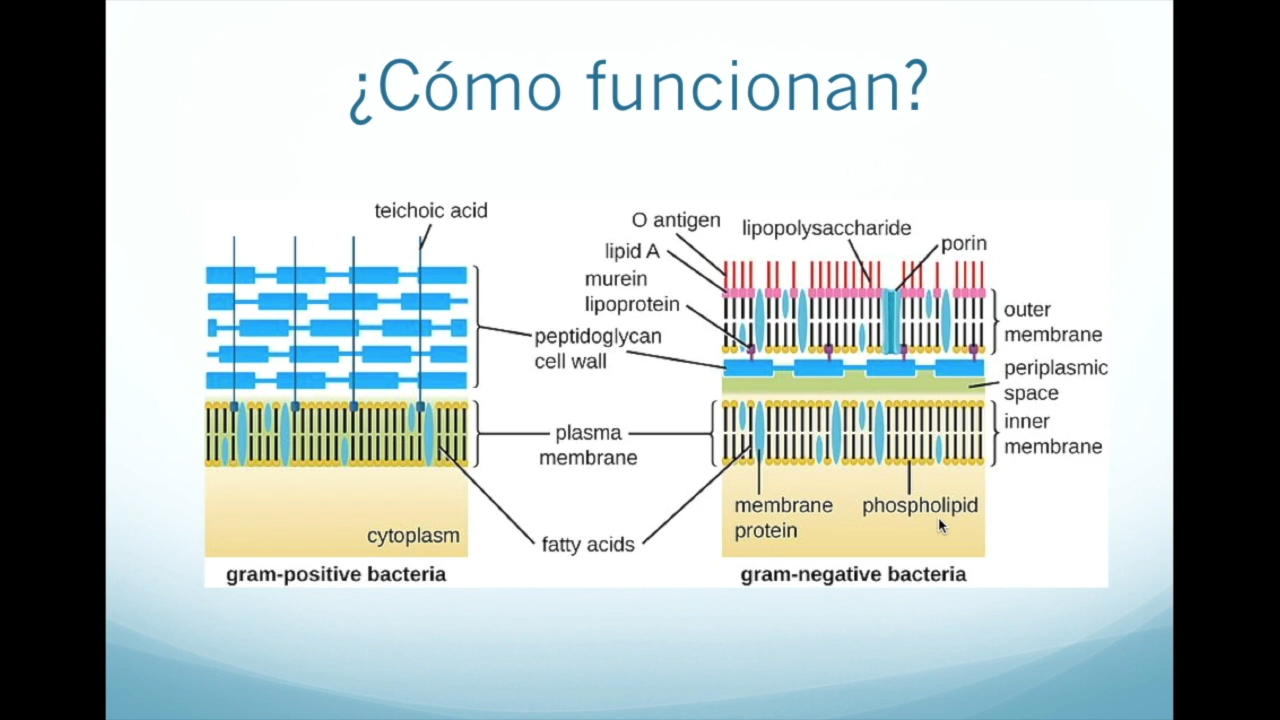 ¿Cómo funcionan?
teichoic acid
O antigen
lipopolysaccharide
porin
lipid A
murein
lipoprotein
peptidoglycan
cell wall
outer
membrane
periplasmic
space
inner
membrane
plasma
membrane
membrane
protein
phospholipid
cytoplasm
fatty acids
gram-positive bacteria
gram-negative bacteria